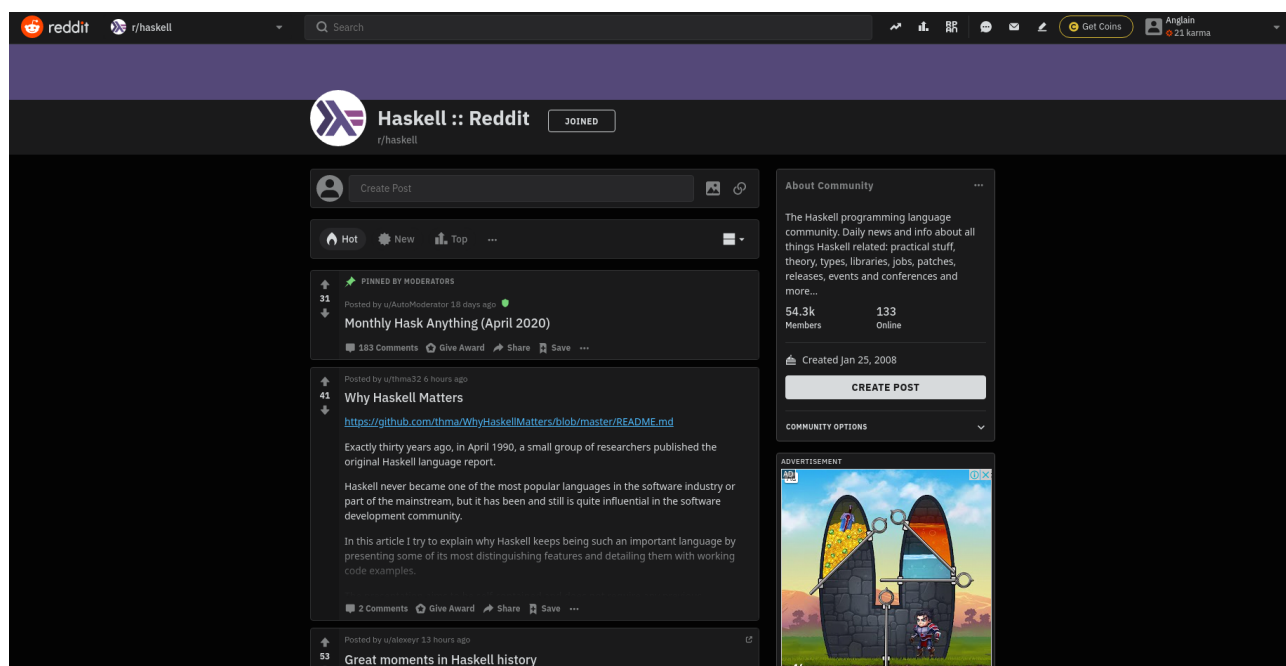 reddit
r/haskell
Search
Get Coins
Anglain
21 karma
Haskell :: Reddit
JOINED
r/haskell
Create Post
Hot
New
Top
PINNED BY MODERATORS
31
Posted by u/AutoModerator 18 days ago
Monthly Hask Anything (April 2020)
183 Comments Give Award Share Save
Posted by u/thma32 6 hours ago
41
Why Haskell Matters
https://github.com/thma/WhyHaskellMatters/blob/master/README.md
Exactly thirty years ago, in April 1990, a small group of researchers published the
original Haskell language report.
Haskell never became one of the most popular languages in the software industry or
part of the mainstream, but it has been and still is quite influential in the software
development community.
In this article I try to explain why Haskell keeps being such an important language by
presenting some of its most distinguishing features and detailing them with working
code examples.
2 Comments Give Award Share Save
Posted by u/alexeyr 13 hours ago
53
Great moments in Haskell history
About Community
The Haskell programming language
community. Daily news and info about all
things Haskell related: practical stuff,
theory, types, libraries, jobs, patches,
releases, events and conferences and
more...
54.3k 133
Members Online
Created Jan 25, 2008
CREATE POST
COMMUNITY OPTIONS
ADVERTISEMENT
AD